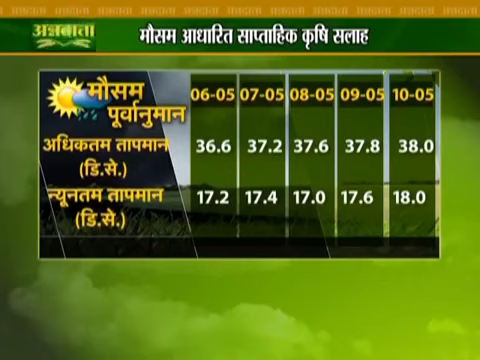 अन्नदाता
मौसम आधारित साप्ताहिक कृषि सलाह
मौसम पूर्वानुमान 06-05 07-05 08-05 09-05 10-05
अधिकतम तापमान (डि.से.) 36.6 37.2 37.6 37.8 38.0
न्यूनतम तापमान (डि.से.) 17.2 17.4 17.0 17.6 18.0